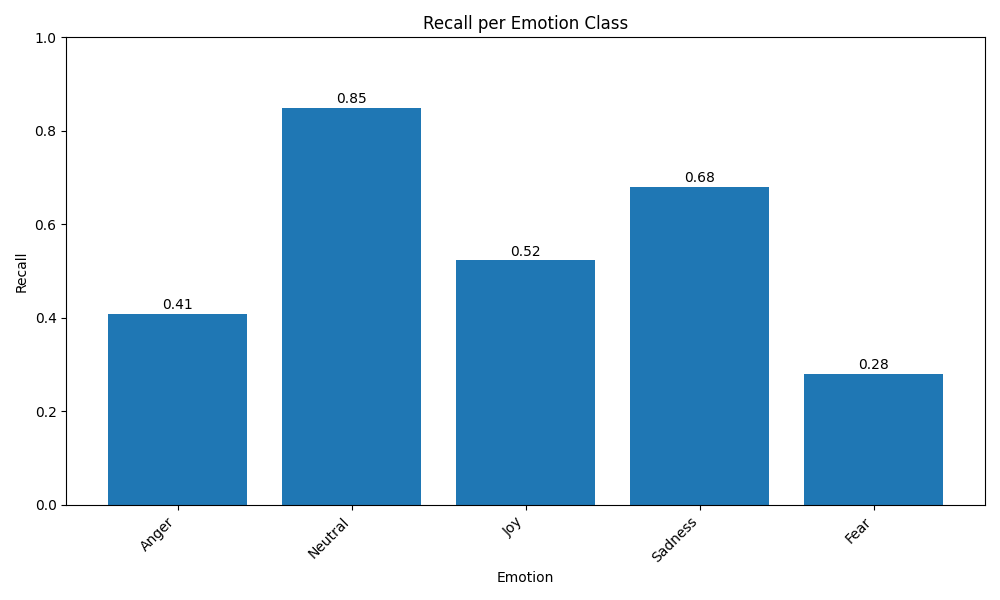 Recall per Emotion Class
1.0
0.8
0.6
0.4
0.2
0.0
Recall
0.41
0.85
0.52
0.68
0.28
Anger
Neutral
Joy
Sadness
Fear
Emotion